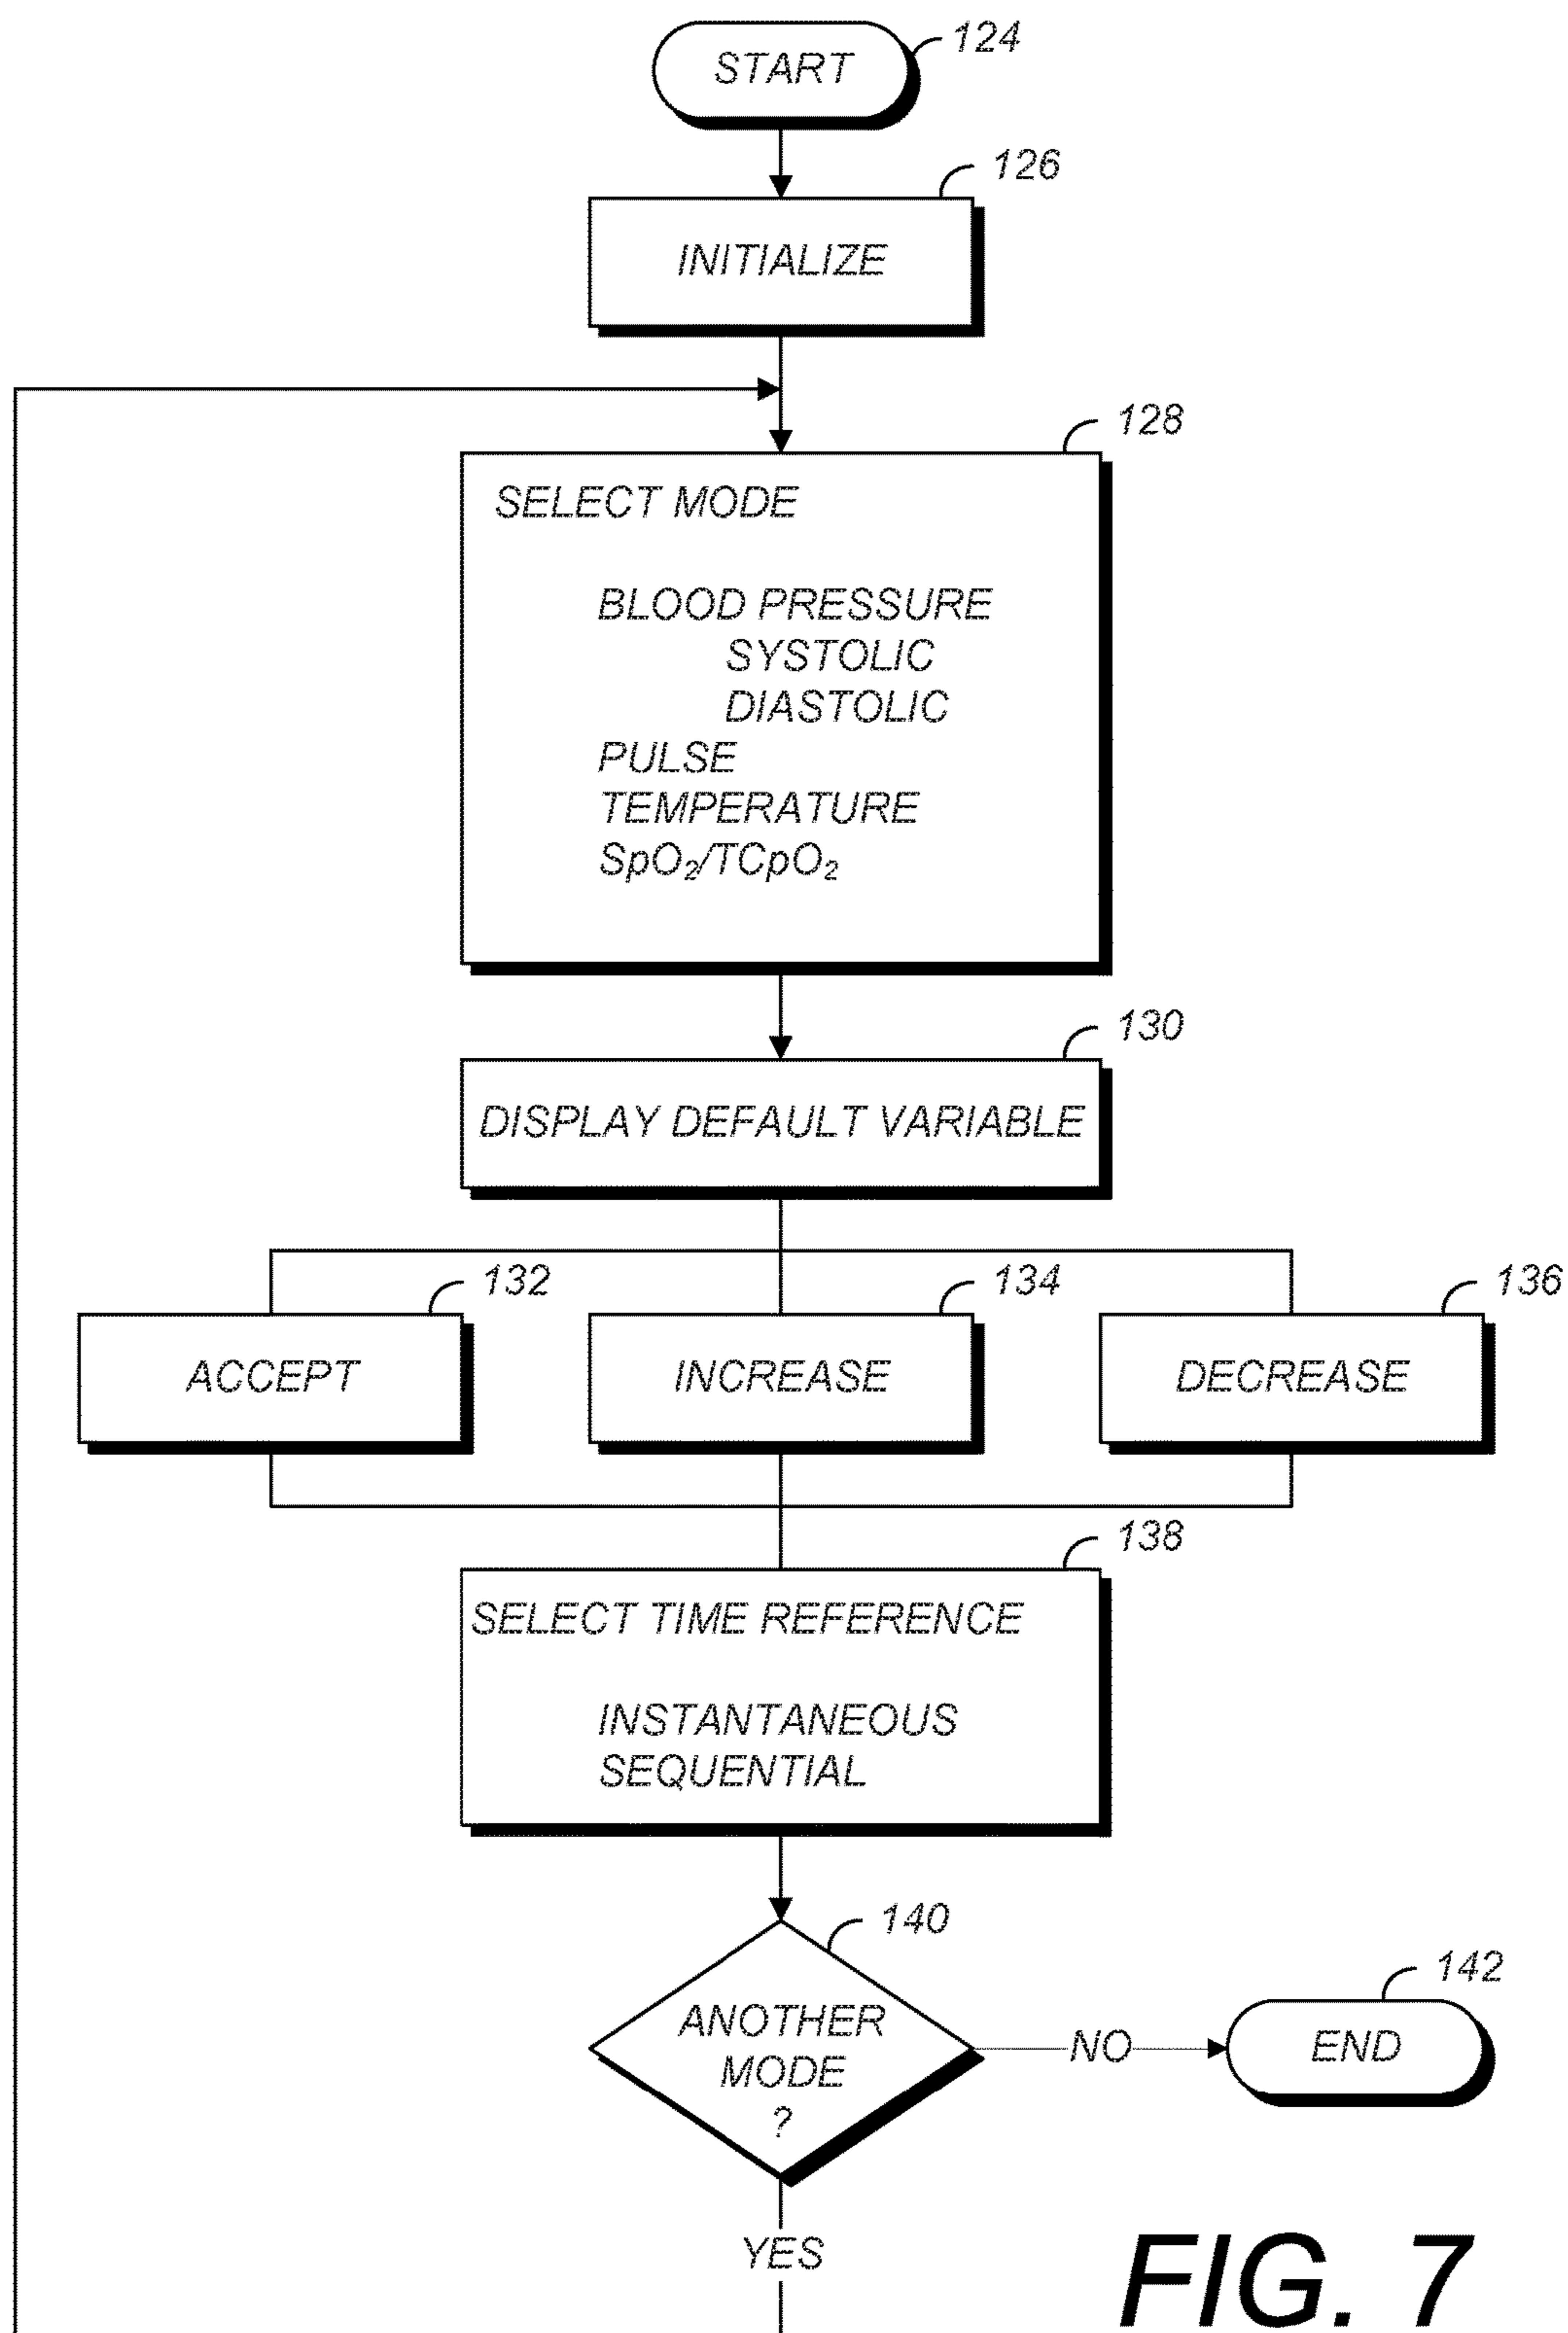 START
124
126
INITIALIZE
128
SELECT MODE
BLOOD PRESSURE
SYSTOLIC
DIASTOLIC
PULSE
TEMPERATURE
SpO₂/TCpO₂
130
DISPLAY DEFAULT VARIABLE
132
134
136
ACCEPT
INCREASE
DECREASE
138
SELECT TIME REFERENCE
INSTANTANEOUS
SEQUENTIAL
140
142
ANOTHER
MODE
?
NO
END
YES
FIG. 7